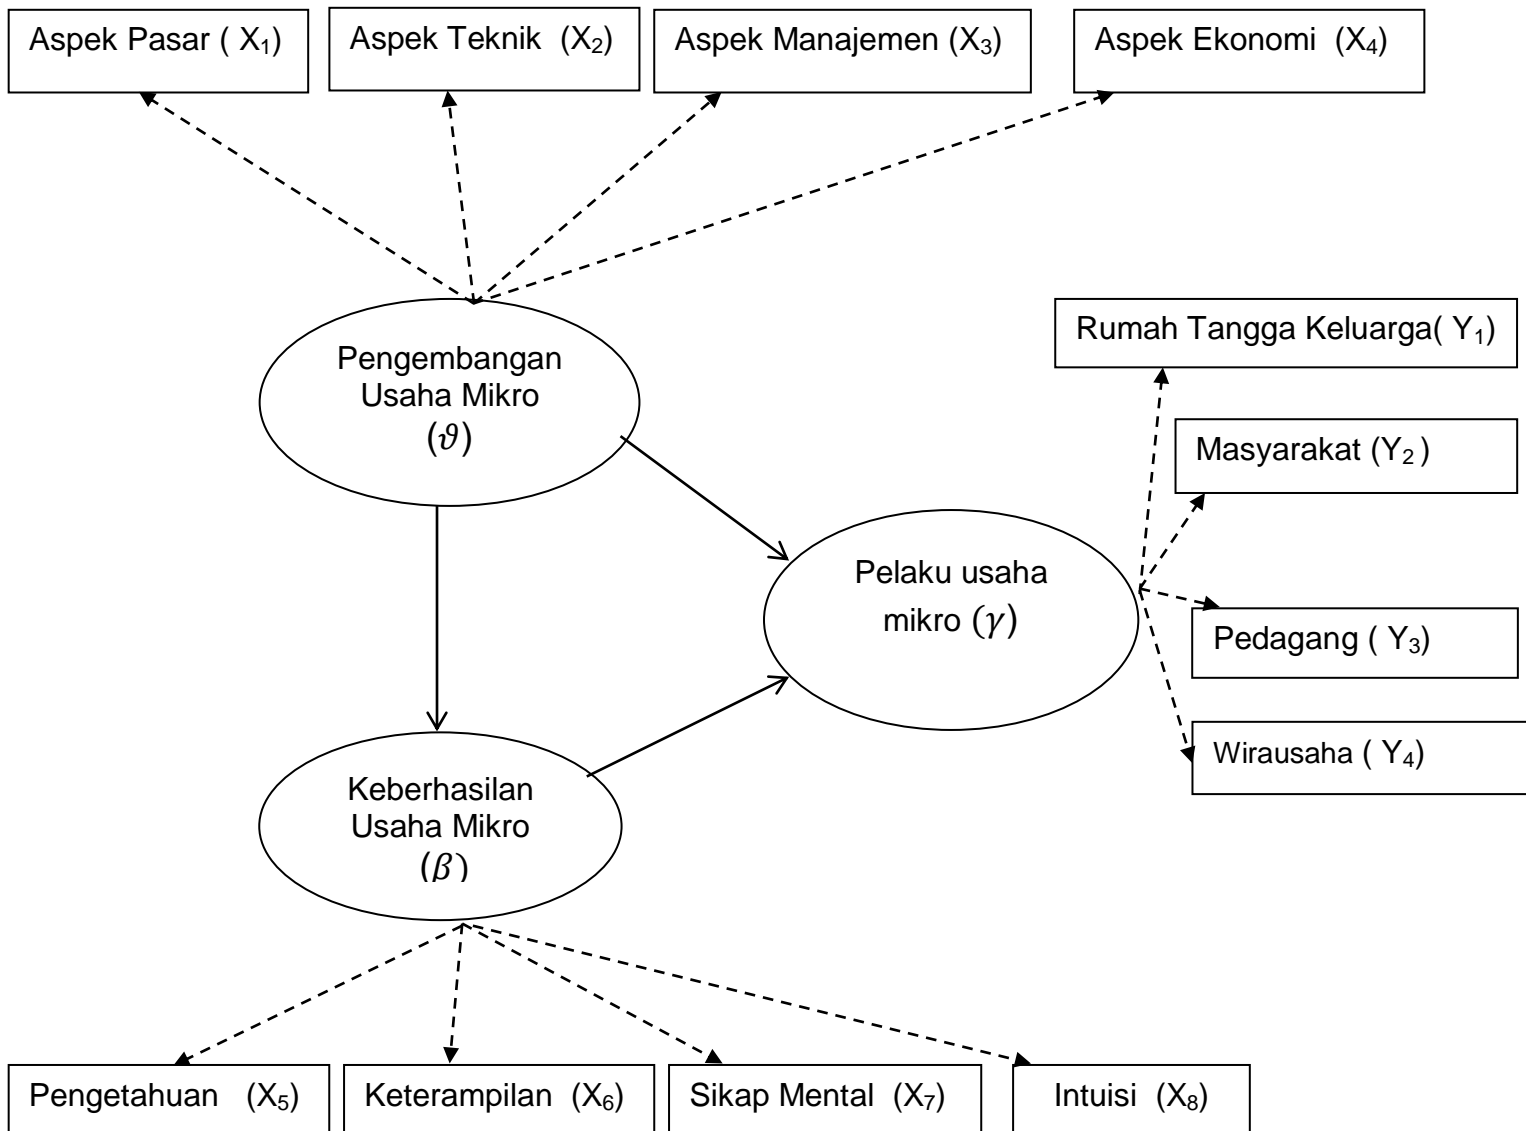 Aspek Pasar ( X₁)
Aspek Teknik (X₂)
Aspek Manajemen (X₃)
Aspek Ekonomi (X₄)
Pengembangan
Usaha Mikro
(𝜗)
Rumah Tangga Keluarga( Y₁)
Masyarakat (Y₂ )
Pelaku usaha
mikro (𝛾)
Pedagang ( Y₃)
Wirausaha ( Y₄)
Keberhasilan
Usaha Mikro
(𝛽)
Pengetahuan (X₅)
Keterampilan (X₆)
Sikap Mental (X₇)
Intuisi (X₈)